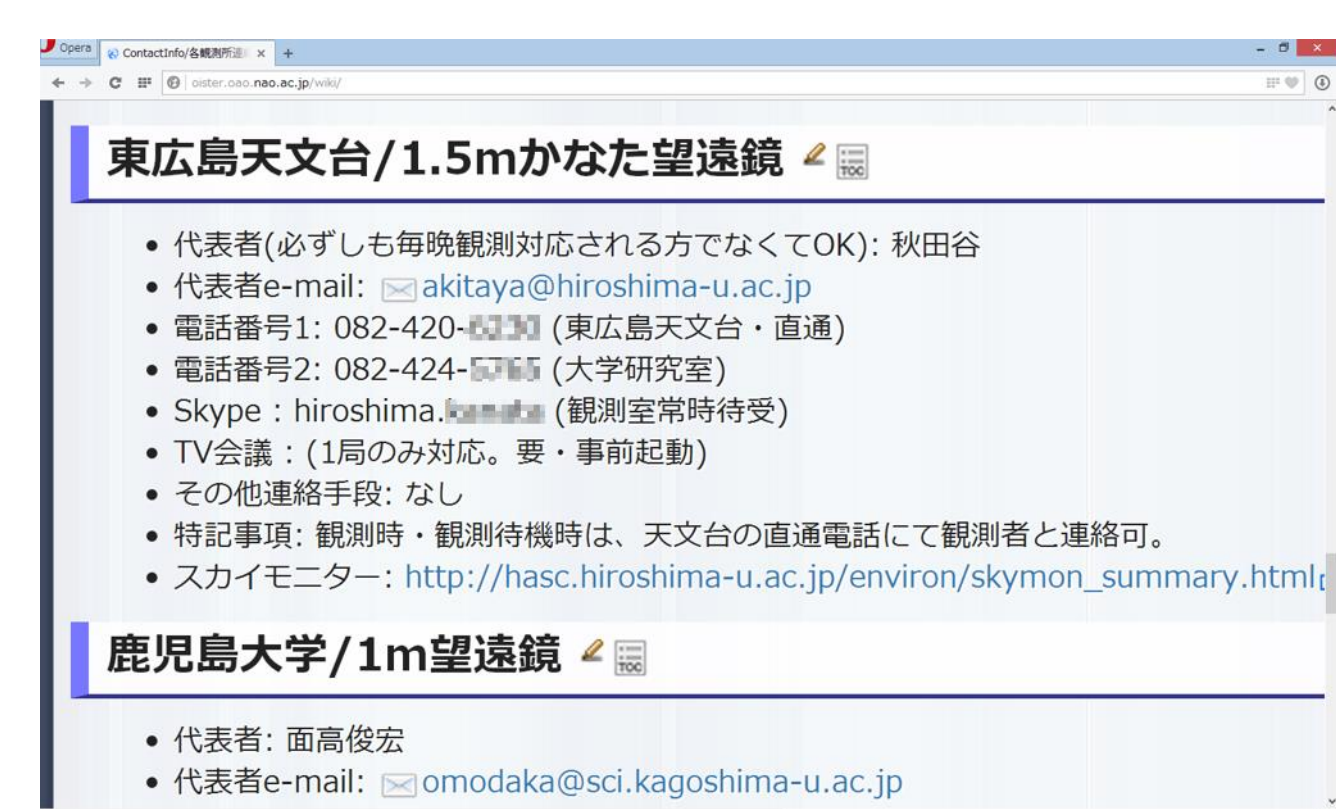 Opera
ContactInfo/各観測所連
oister.oao.nao.ac.jp/wiki/
東広島天文台/1.5mかなた望遠鏡
TOC
代表者(必ずしも毎晩観測対応される方でなくてOK): 秋田谷
代表者e-mail: akitaya@hiroshima-u.ac.jp
電話番号1: 082-420- (東広島天文台・直通)
電話番号2: 082-424- (大学研究室)
Skype : hiroshima. (観測室常時待受)
TV会議 : (1局のみ対応。要・事前起動)
その他連絡手段: なし
特記事項: 観測時・観測待機時は、天文台の直通電話にて観測者と連絡可。
スカイモニター: http://hasc.hiroshima-u.ac.jp/environ/skymon_summary.html
鹿児島大学/1m望遠鏡
TOC
代表者: 面高俊宏
代表者e-mail: omodaka@sci.kagoshima-u.ac.jp